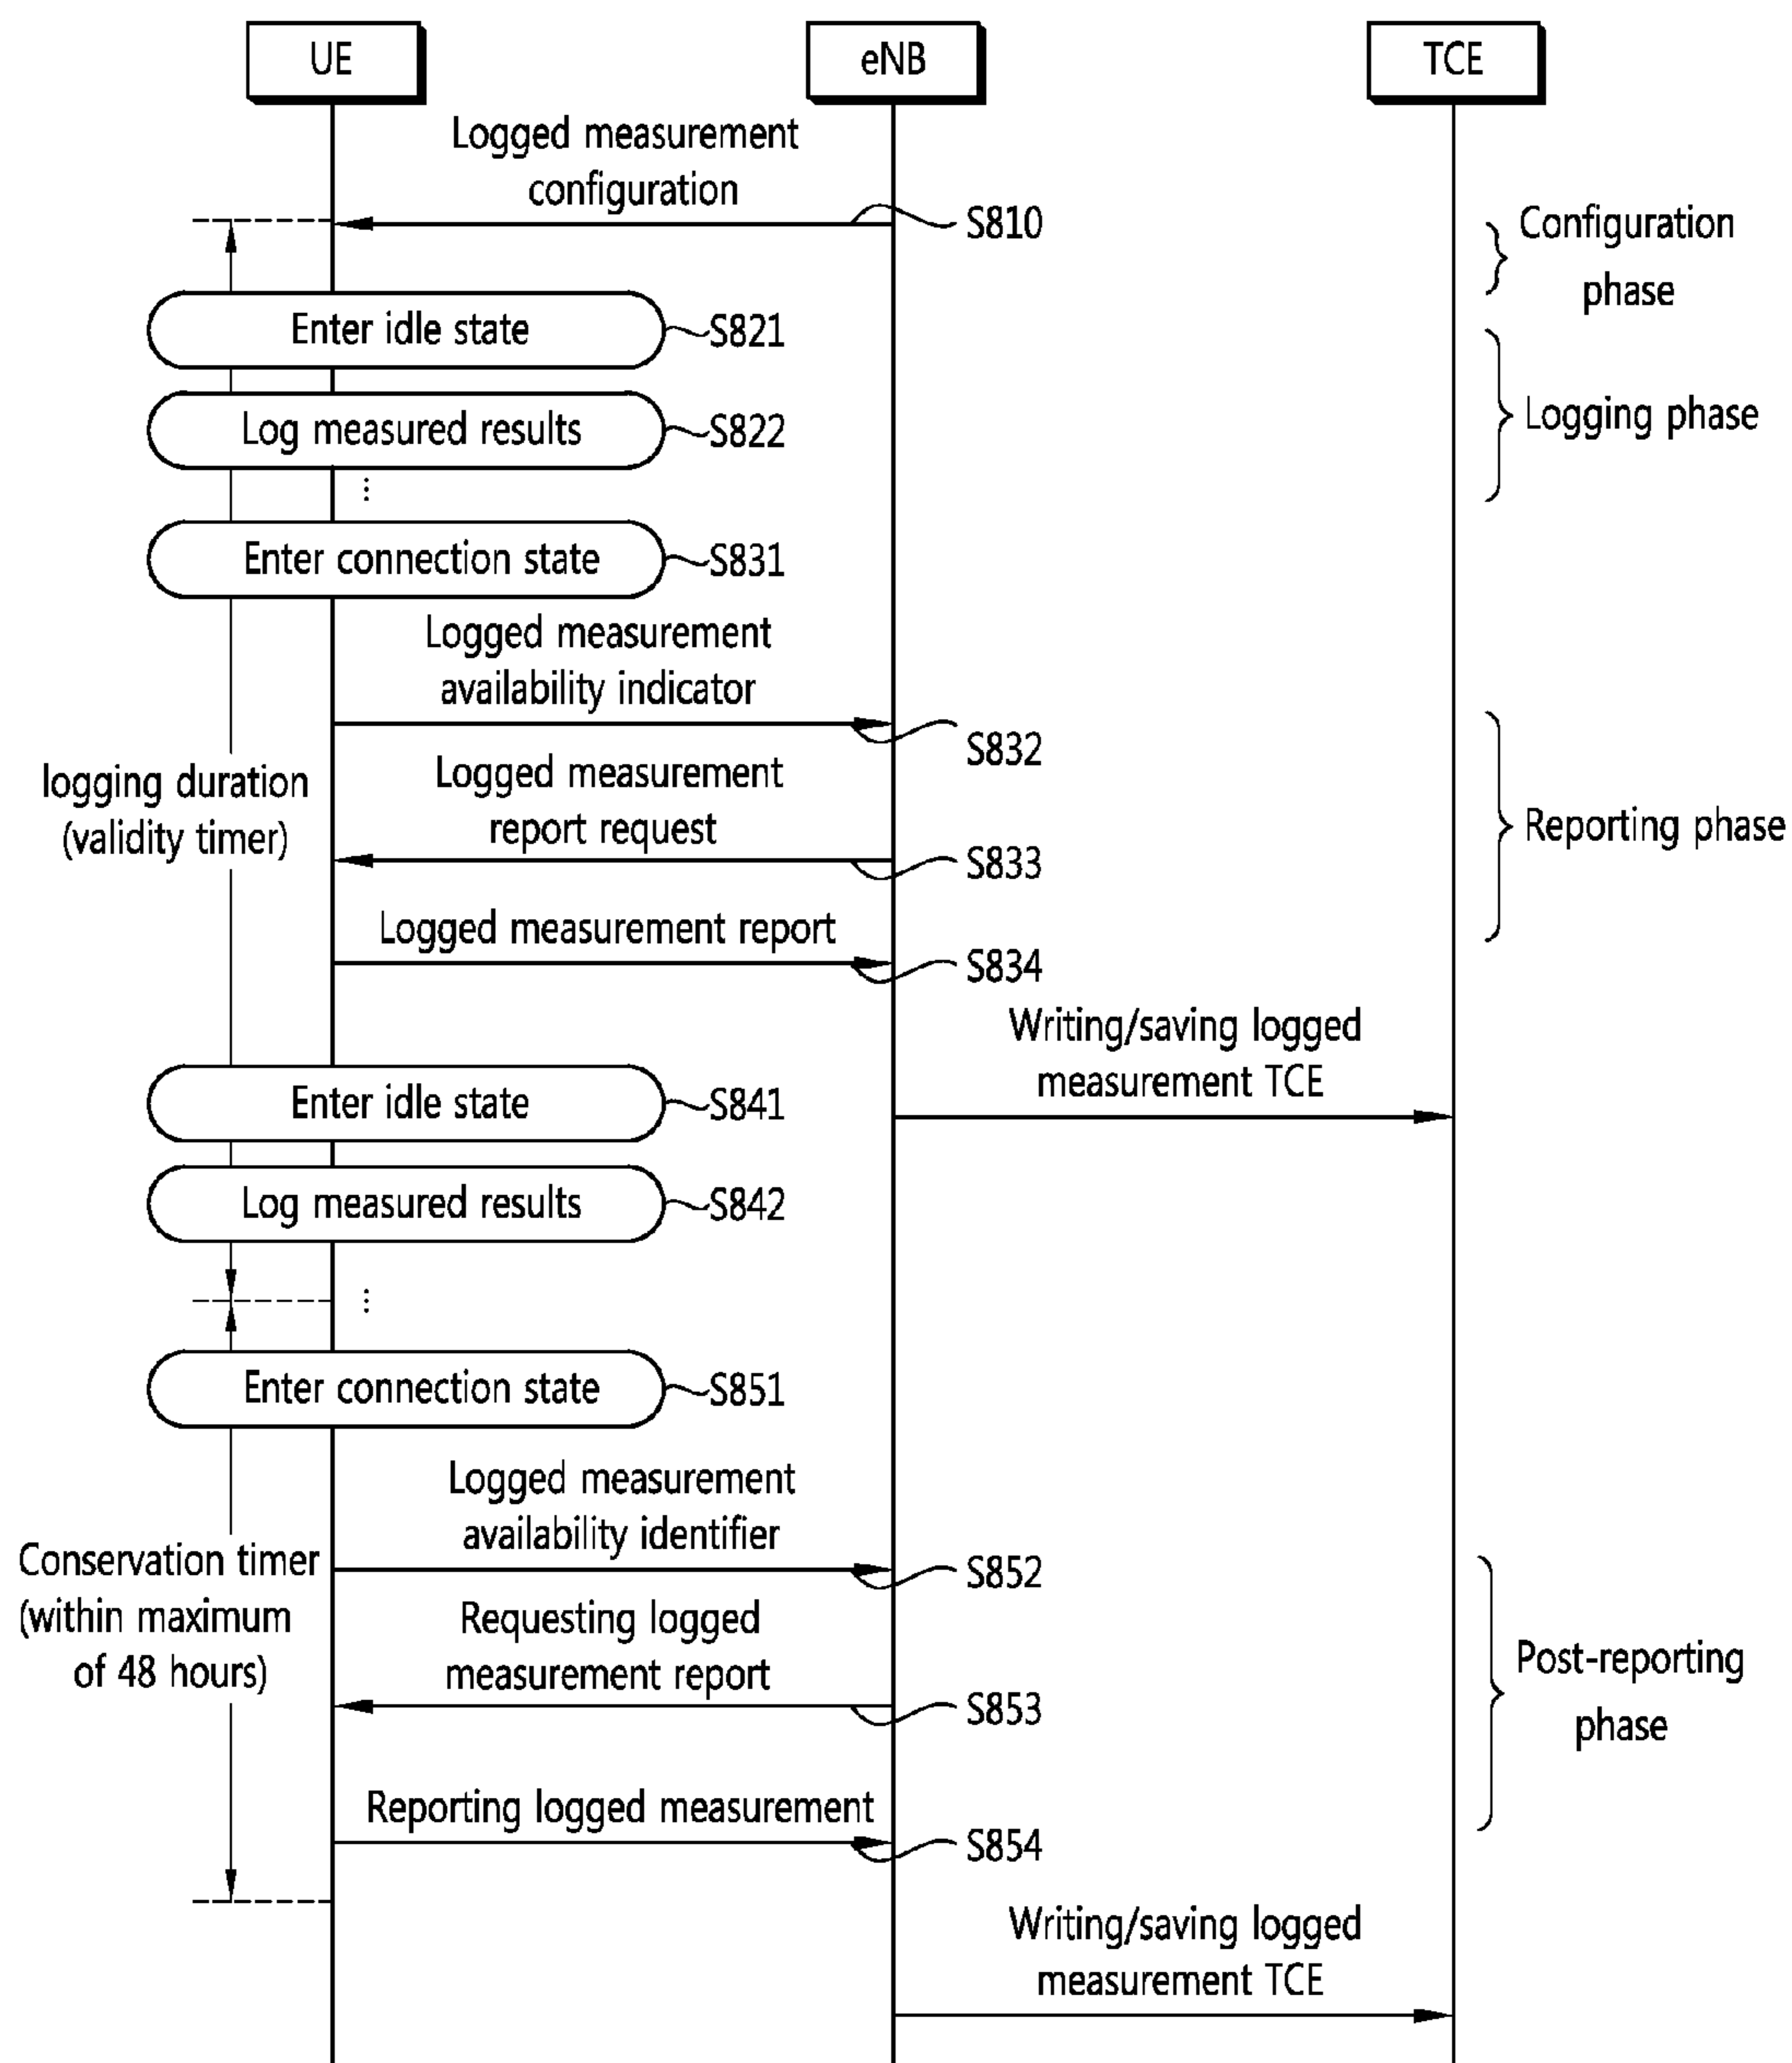 UE
eNB
TCE
Logged measurement
configuration
S810
Configuration
phase
Enter idle state
S821
Log measured results
S822
Logging phase
Enter connection state
S831
Logged measurement
availability indicator
S832
logging duration
(validity timer)
Logged measurement
report request
S833
Reporting phase
Logged measurement report
S834
Writing/saving logged
measurement TCE
Enter idle state
S841
Log measured results
S842
Enter connection state
S851
Logged measurement
availability identifier
S852
Conservation timer
(within maximum
of 48 hours)
Requesting logged
measurement report
S853
Post-reporting
phase
Reporting logged measurement
S854
Writing/saving logged
measurement TCE